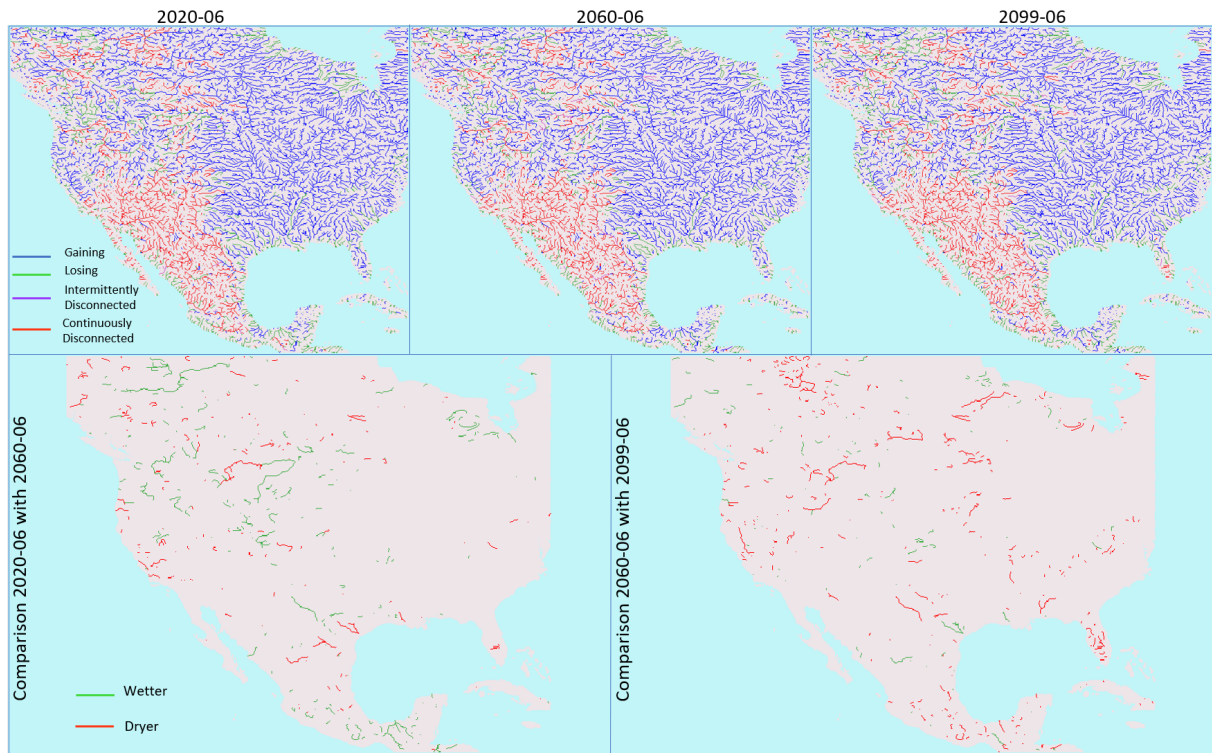 2020-06
2060-06
2099-06
Gaining
Losing
Intermittently
Disconnected
Continuously
Disconnected
Comparison 2020-06 with 2060-06
Wetter
Dryer
Comparison 2060-06 with 2099-06